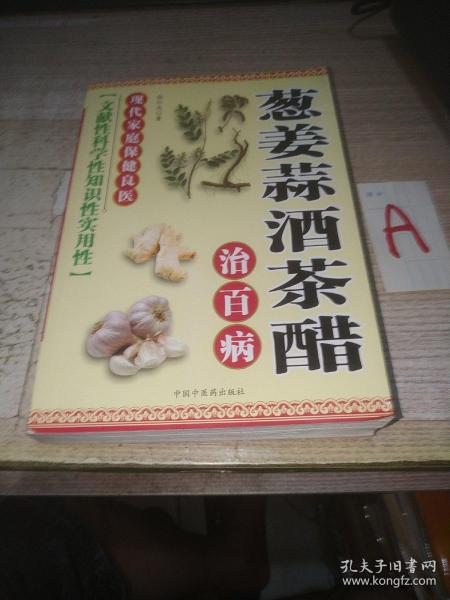 葱姜蒜酒茶醋
治百病
现代家庭保健良医
【文献性科学性知识性实用性】
中国中医药出版社
A
孔夫子旧书网
www.kongfz.com